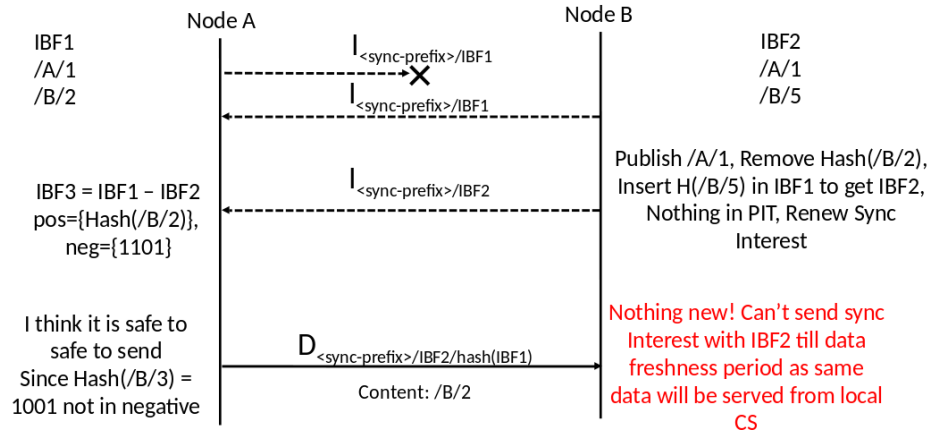 Node A
Node B
IBF1
/A/1
/B/2
I<sync-prefix>/IBF1
IBF2
/A/1
/B/5
I<sync-prefix>/IBF1
IBF3 = IBF1 – IBF2
pos={Hash(/B/2)},
neg={1101}
I<sync-prefix>/IBF2
Publish /A/1, Remove Hash(/B/2),
Insert H(/B/5) in IBF1 to get IBF2,
Nothing in PIT, Renew Sync
Interest
I think it is safe to
safe to send
Since Hash(/B/3) =
1001 not in negative
D<sync-prefix>/IBF2/hash(IBF1)
Content: /B/2
Nothing new! Can’t send sync
Interest with IBF2 till data
freshness period as same
data will be served from local
CS